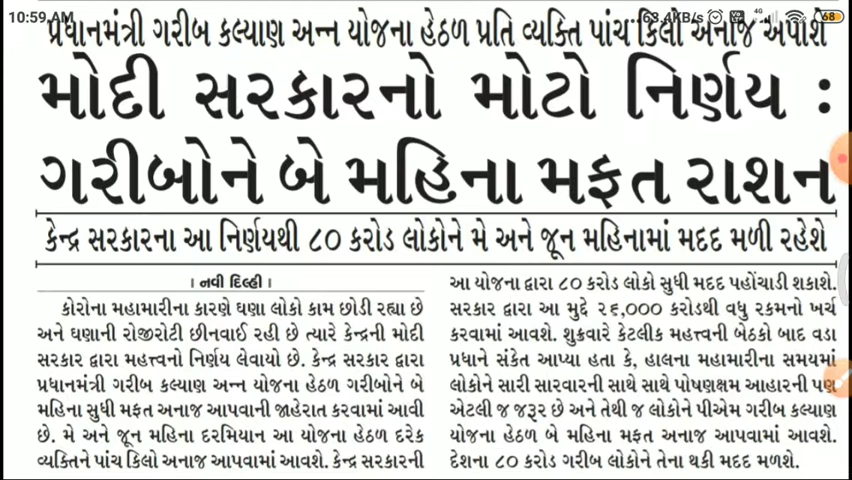 10:59 AM
...63.4KB/s
4G
68
પ્રધાનમંત્રી ગરીબ કલ્યાણ અન્ન યોજના હેઠળ પ્રતિ વ્યક્તિ પાંચ કિલો અનાજ અપાશે
મોદી સરકારનો મોટો નિર્ણય :
ગરીબોને બે મહિના મફત રાશન
કેન્દ્ર સરકારના આ નિર્ણયથી ૮૦ કરોડ લોકોને મે અને જૂન મહિનામાં મદદ મળી રહેશે
। નવી દિલ્હી ।
કોરોના મહામારીના કારણે ઘણા લોકો કામ છોડી રહ્યા છે
અને ઘણાની રોજીરોટી છીનવાઈ રહી છે ત્યારે કેન્દ્રની મોદી
સરકાર દ્વારા મહત્ત્વનો નિર્ણય લેવાયો છે. કેન્દ્ર સરકાર દ્વારા
પ્રધાનમંત્રી ગરીબ કલ્યાણ અન્ન યોજના હેઠળ ગરીબોને બે
મહિના સુધી મફત અનાજ આપવાની જાહેરાત કરવામાં આવી
છે. મે અને જૂન મહિના દરમિયાન આ યોજના હેઠળ દરેક
વ્યક્તિને પાંચ કિલો અનાજ આપવામાં આવશે. કેન્દ્ર સરકારની
આ યોજના દ્વારા ૮૦ કરોડ લોકો સુધી મદદ પહોંચાડી શકાશે.
સરકાર દ્વારા આ મુદ્દે ૨૬,૦૦૦ કરોડથી વધુ રકમનો ખર્ચ
કરવામાં આવશે. શુક્રવારે કેટલીક મહત્ત્વની બેઠકો બાદ વડા
પ્રધાને સંકેત આપ્યા હતા કે, હાલના મહામારીના સમયમાં
લોકોને સારી સારવારની સાથે સાથે પોષણક્ષમ આહારની પણ
એટલી જ જરૂર છે અને તેથી જ લોકોને પીએમ ગરીબ કલ્યાણ
યોજના હેઠળ બે મહિના મફત અનાજ આપવામાં આવશે.
દેશના ૮૦ કરોડ ગરીબ લોકોને તેના થકી મદદ મળશે.